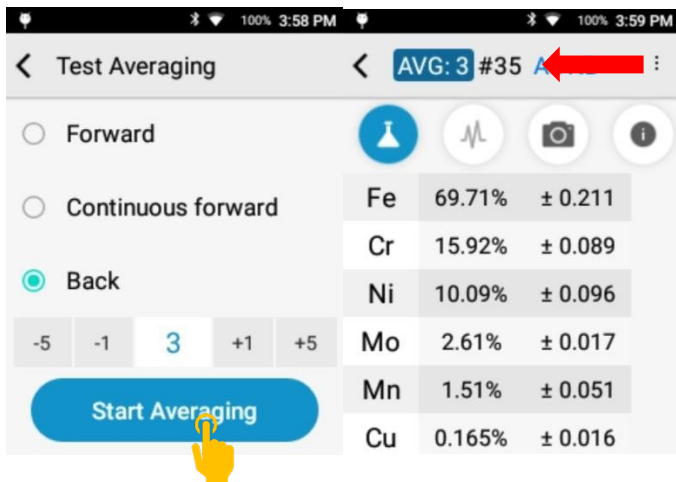 100% 3:58 PM
Test Averaging
Forward
Continuous forward
Back
-5 -1 3 +1 +5
Start Averaging
100% 3:59 PM
AVG: 3 #35
Fe 69.71% ± 0.211
Cr 15.92% ± 0.089
Ni 10.09% ± 0.096
Mo 2.61% ± 0.017
Mn 1.51% ± 0.051
Cu 0.165% ± 0.016